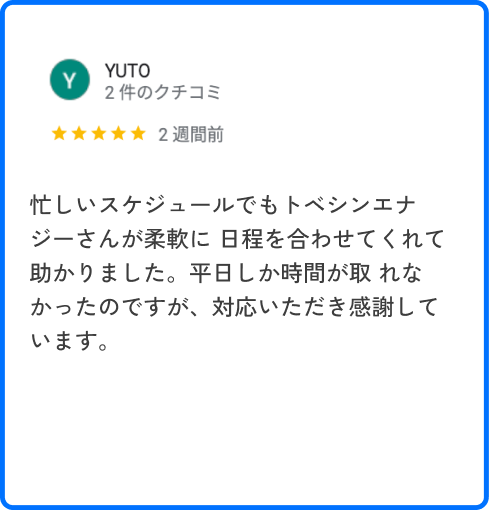 Y
YUTO
2 件のクチコミ
★★★★★ 2 週間前
忙しいスケジュールでもトベシンエナ
ジーさんが柔軟に 日程を合わせてくれて
助かりました。平日しか時間が取 れな
かったのですが、対応いただき感謝して
います。